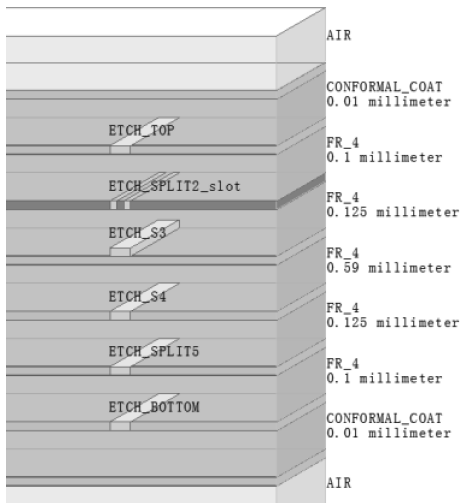 AIR
CONFORMAL_COAT
0.01 millimeter
ETCH_TOP
FR_4
0.1 millimeter
ETCH_SPLIT2_slot
FR_4
0.125 millimeter
ETCH_S3
FR_4
0.59 millimeter
ETCH_S4
FR_4
0.125 millimeter
ETCH_SPLIT5
FR_4
0.1 millimeter
ETCH_BOTTOM
CONFORMAL_COAT
0.01 millimeter
AIR